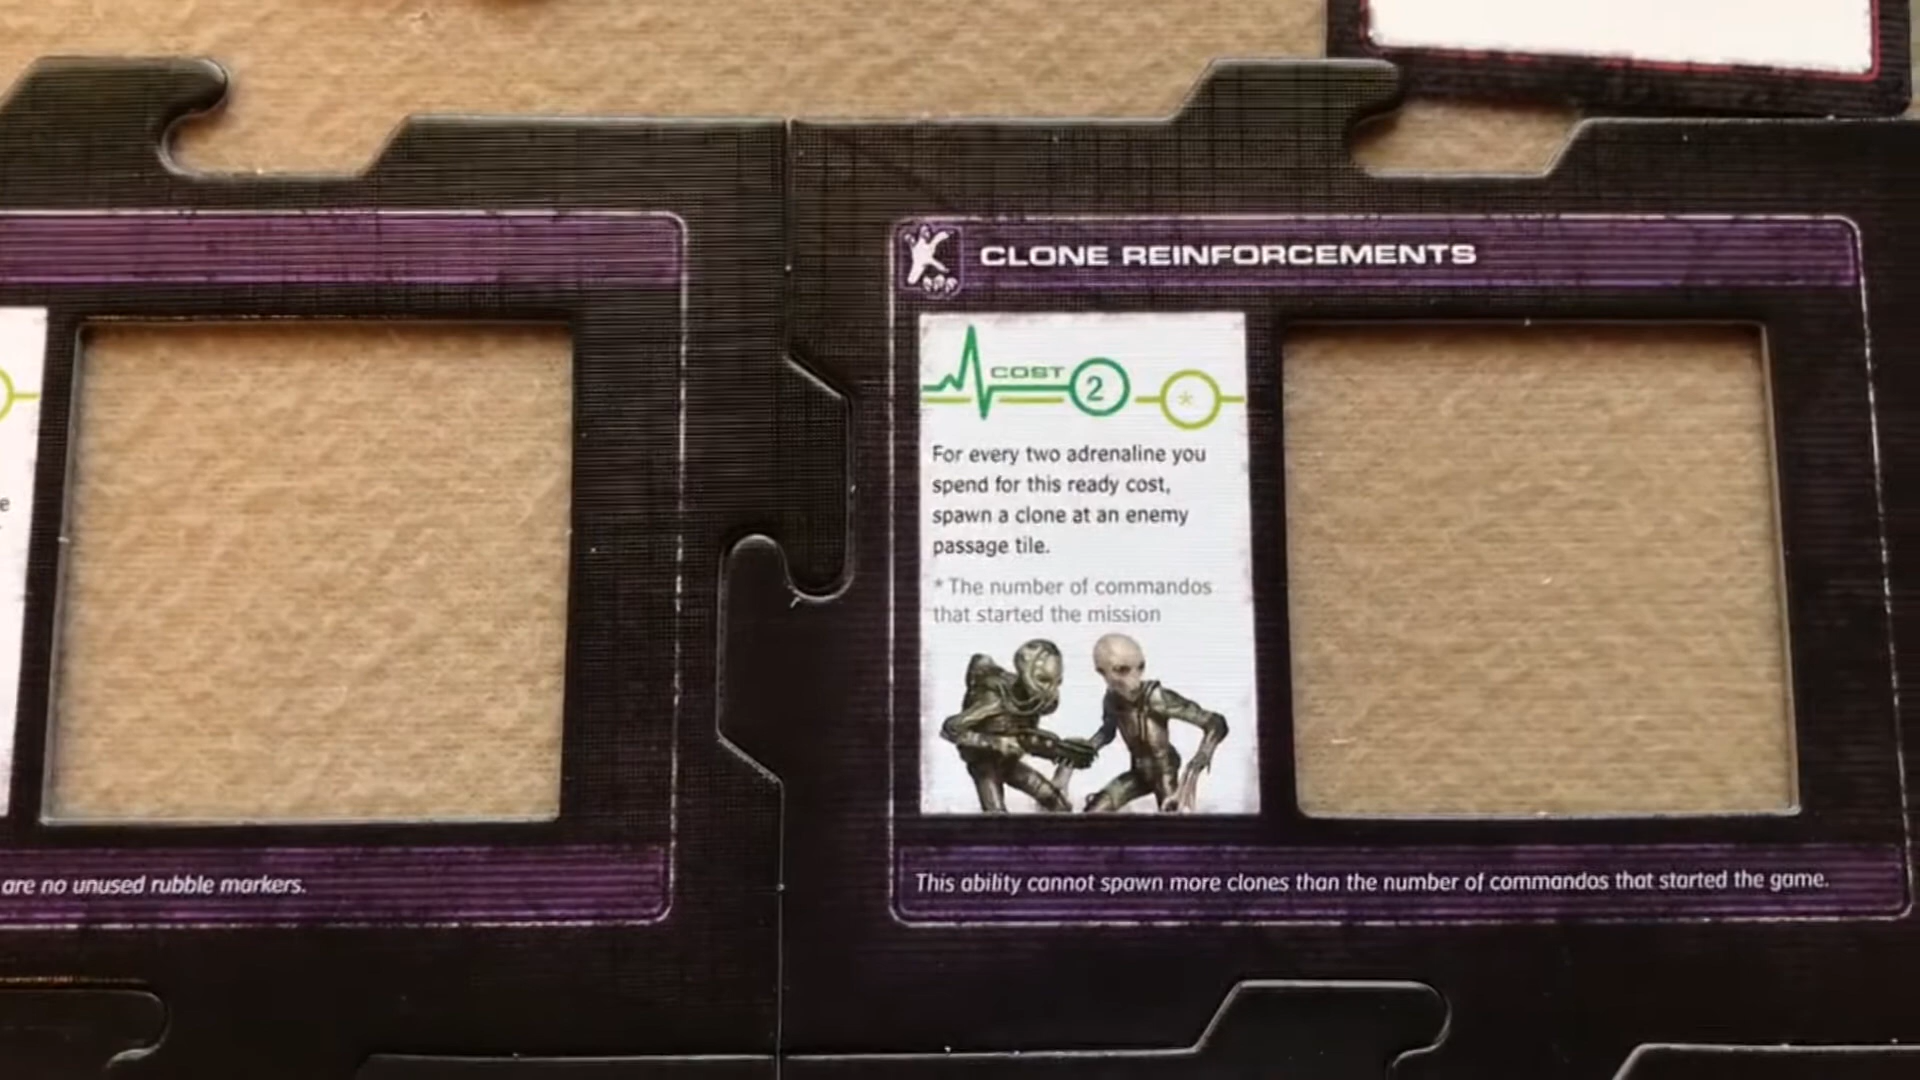 CLONE REINFORCEMENTS
COST 2 *
For every two adrenaline you
spend for this ready cost,
spawn a clone at an enemy
passage tile.
* The number of commandos
that started the mission
are no unused rubble markers.
This ability cannot spawn more clones than the number of commandos that started the game.